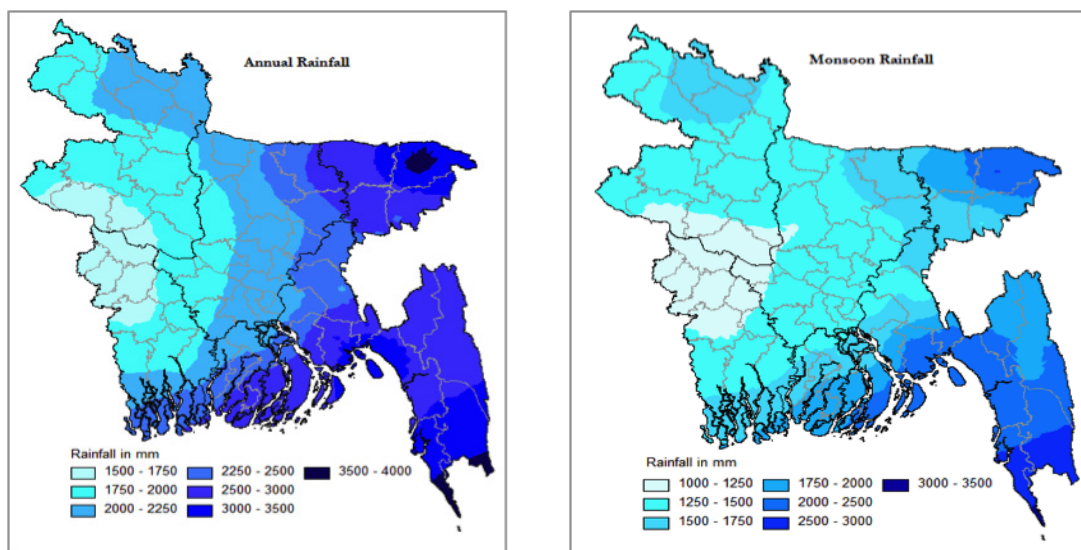 Annual Rainfall
Rainfall in mm
1500 - 1750 2250 - 2500 3500 - 4000
1750 - 2000 2500 - 3000
2000 - 2250 3000 - 3500
Monsoon Rainfall
Rainfall in mm
1000 - 1250 1750 - 2000 3000 - 3500
1250 - 1500 2000 - 2500
1500 - 1750 2500 - 3000